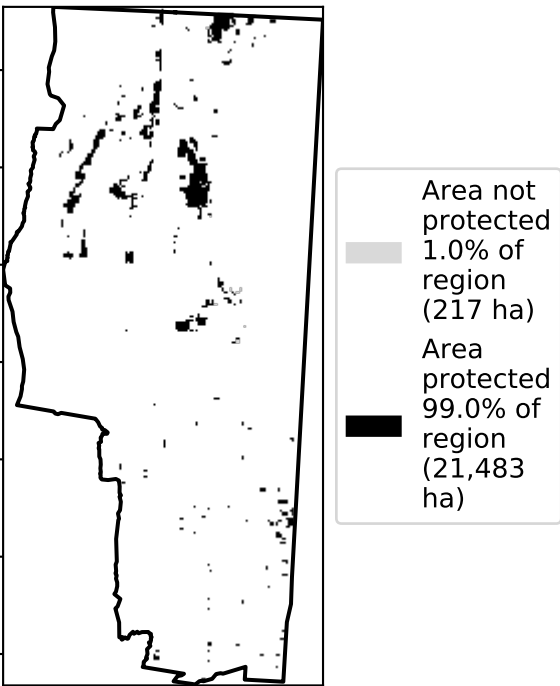 Area not
protected
1.0% of
region
(217 ha)
Area
protected
99.0% of
region
(21,483
ha)